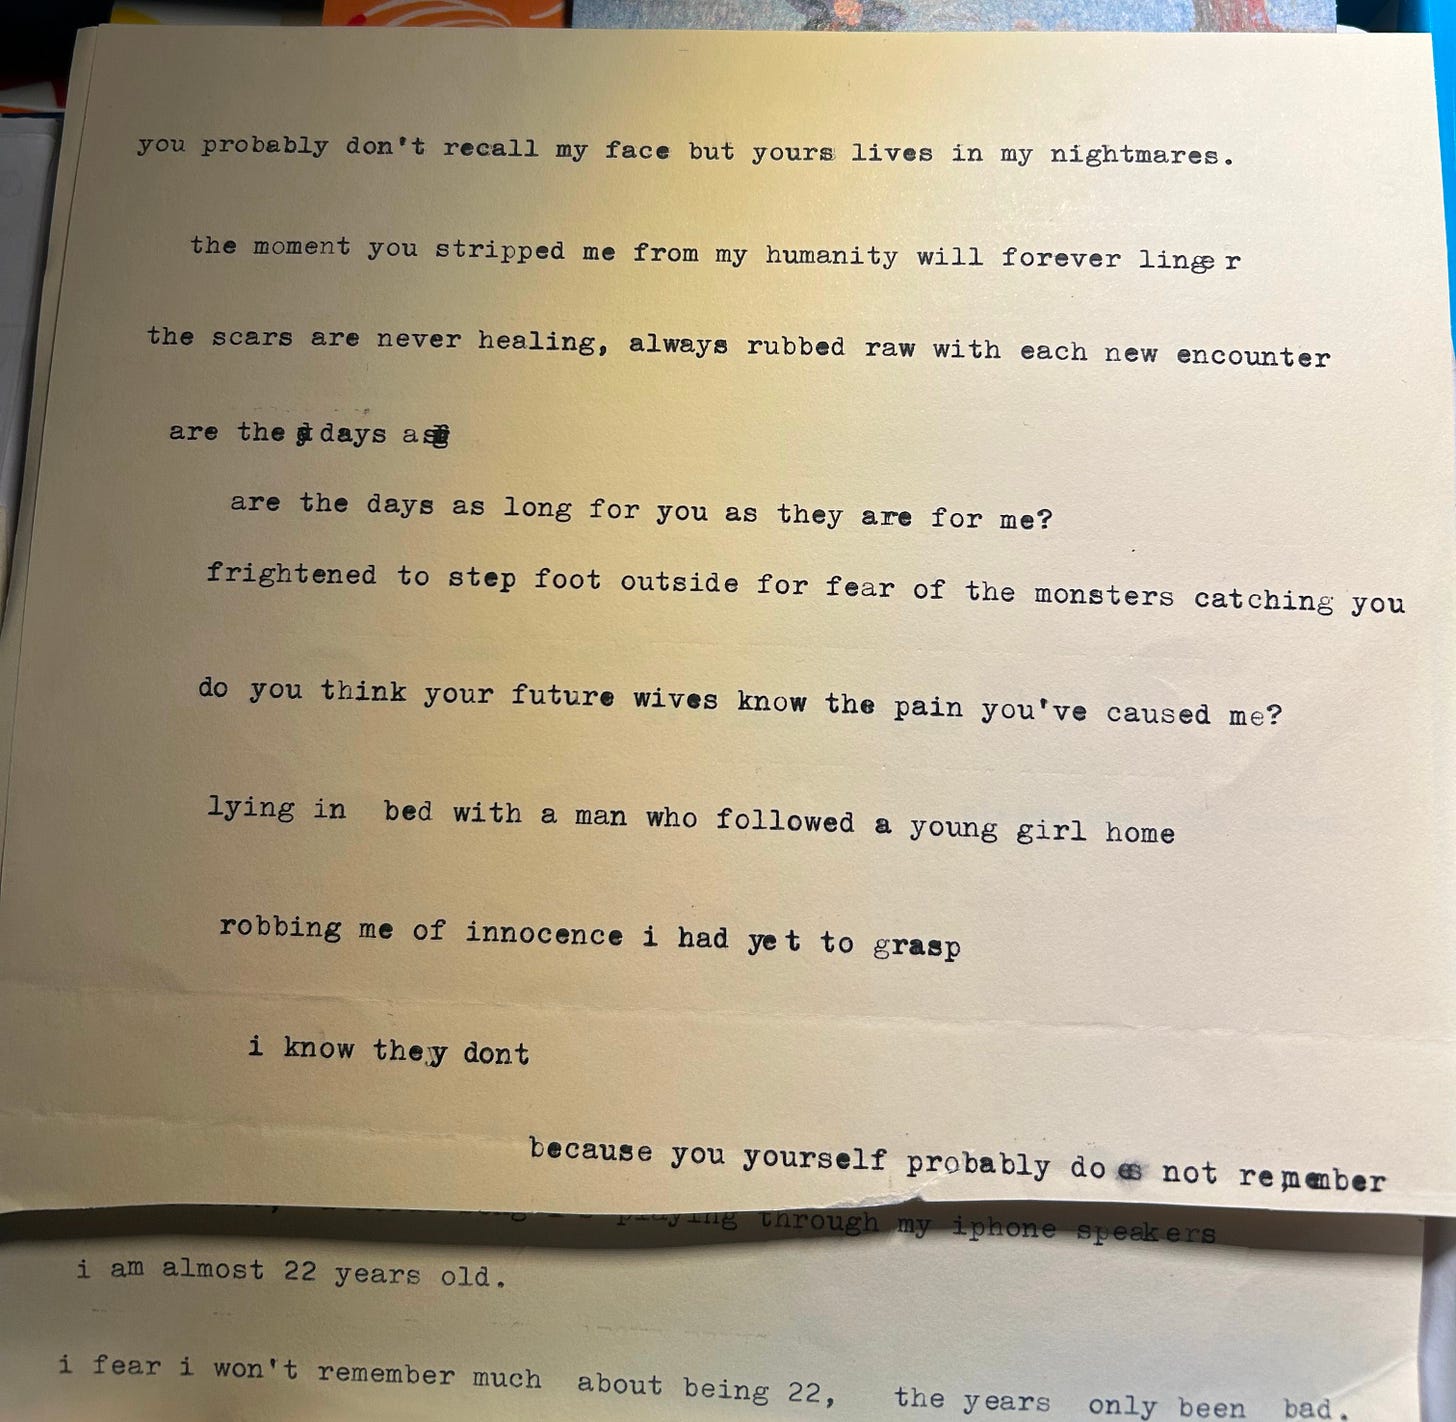 you probably don't recall my face but yours lives in my nightmares.
the moment you stripped me from my humanity will forever linger
the scars are never healing, always rubbed raw with each new encounter
are the days as
are the days as long for you as they are for me?
frightened to step foot outside for fear of the monsters catching you
do you think your future wives know the pain you've caused me?
lying in bed with a man who followed a young girl home
robbing me of innocence i had yet to grasp
i know they dont
because you yourself probably does not remember
playing through my iphone speakers
i am almost 22 years old.
i fear i won't remember much about being 22, the years only been bad.